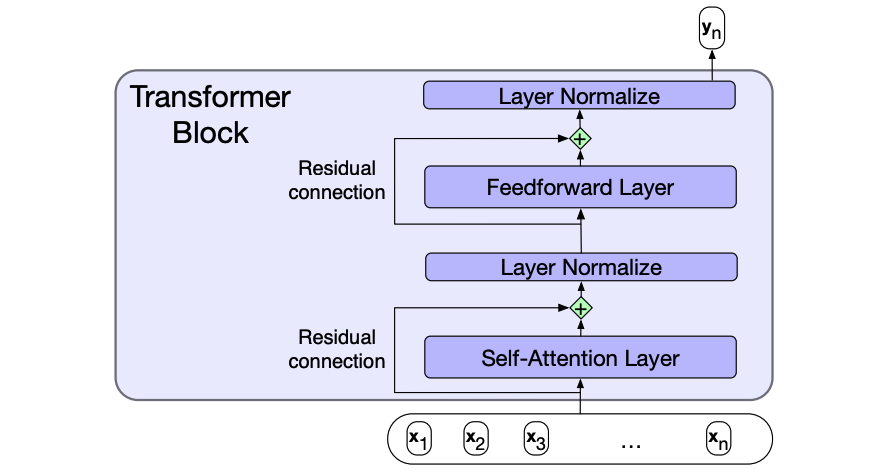 yn
Transformer
Block
Layer Normalize
+
Residual
connection
Feedforward Layer
Layer Normalize
+
Residual
connection
Self-Attention Layer
x1 x2 x3 ... xn